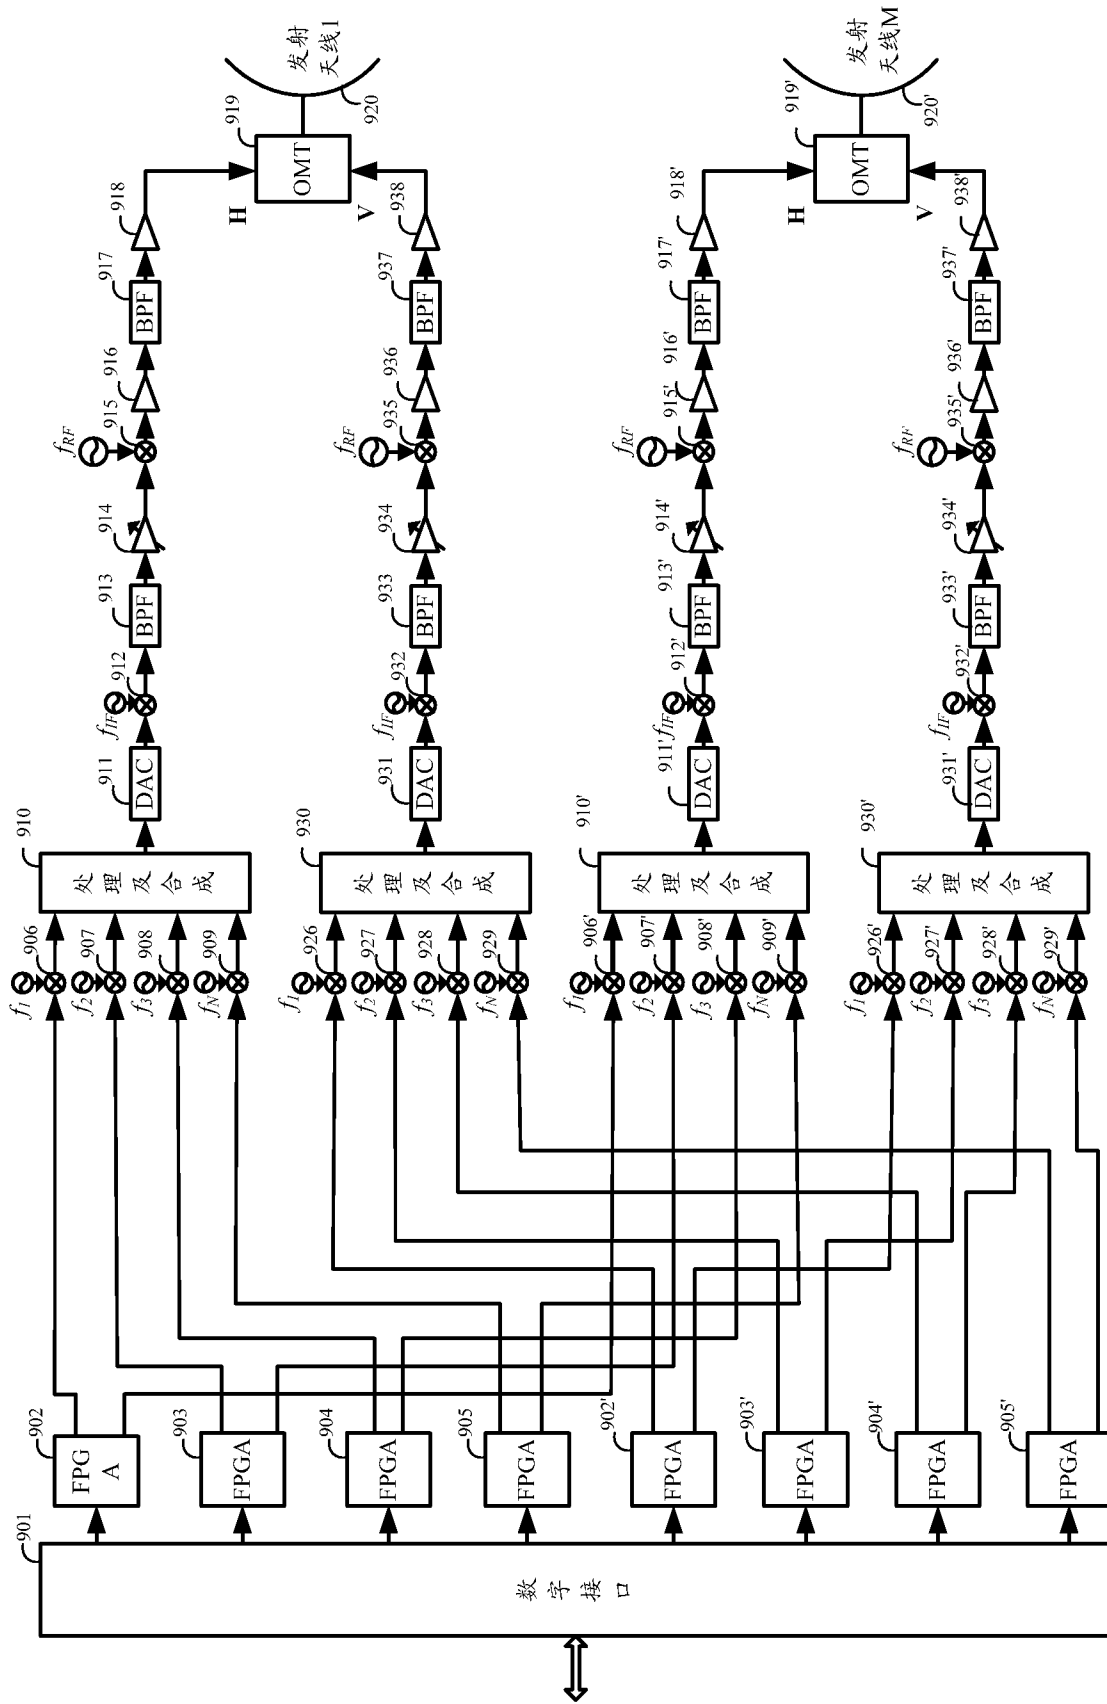 901
数字接口
902
FPG
A
903
FPGA
904
FPGA
905
FPGA
902'
FPGA
903'
FPGA
904'
FPGA
905'
FPGA
f1
906
f2
907
f3
908
fN
909
910
处理及合成
911
DAC
fIF
912
913
BPF
914
fRF
915
916
917
BPF
918
H
919
OMT
V
920
发射
天线1
f1
926
f2
927
f3
928
fN
929
930
处理及合成
931
DAC
fIF
932
933
BPF
934
fRF
935
936
937
BPF
938
f1
906'
f2
907'
f3
908'
fN
909'
910'
处理及合成
911'
DAC
fIF
912'
913'
BPF
914'
fRF
915'
916'
917'
BPF
918'
H
919'
OMT
V
920'
发射
天线M
f1
926'
f2
927'
f3
928'
fN
929'
930'
处理及合成
931'
DAC
fIF
932'
933'
BPF
934'
fRF
935'
936'
937'
BPF
938'